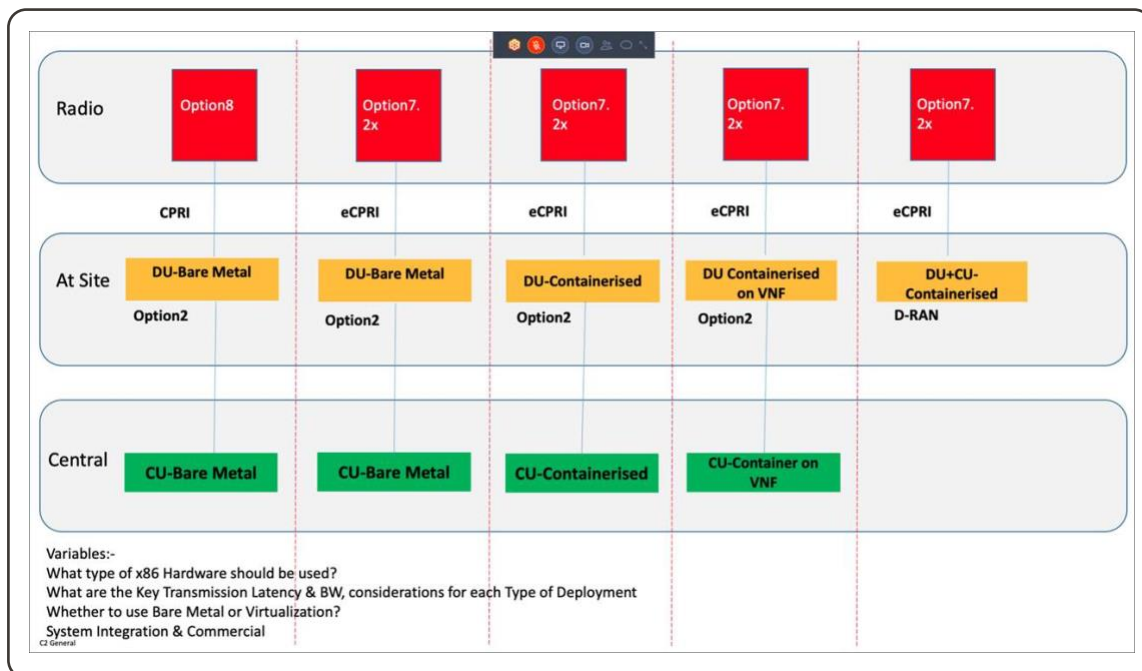 Radio
Option8
Option7.
2x
Option7.
2x
Option7.
2x
Option7.
2x
CPRI
eCPRI
eCPRI
eCPRI
eCPRI
At Site
DU-Bare Metal
DU-Bare Metal
DU-Containerised
DU Containerised
on VNF
DU+CU-
Containerised
Option2
Option2
Option2
Option2
D-RAN
Central
CU-Bare Metal
CU-Bare Metal
CU-Containerised
CU-Container on
VNF
Variables:-
What type of x86 Hardware should be used?
What are the Key Transmission Latency & BW, considerations for each Type of Deployment
Whether to use Bare Metal or Virtualization?
System Integration & Commercial
C2 General